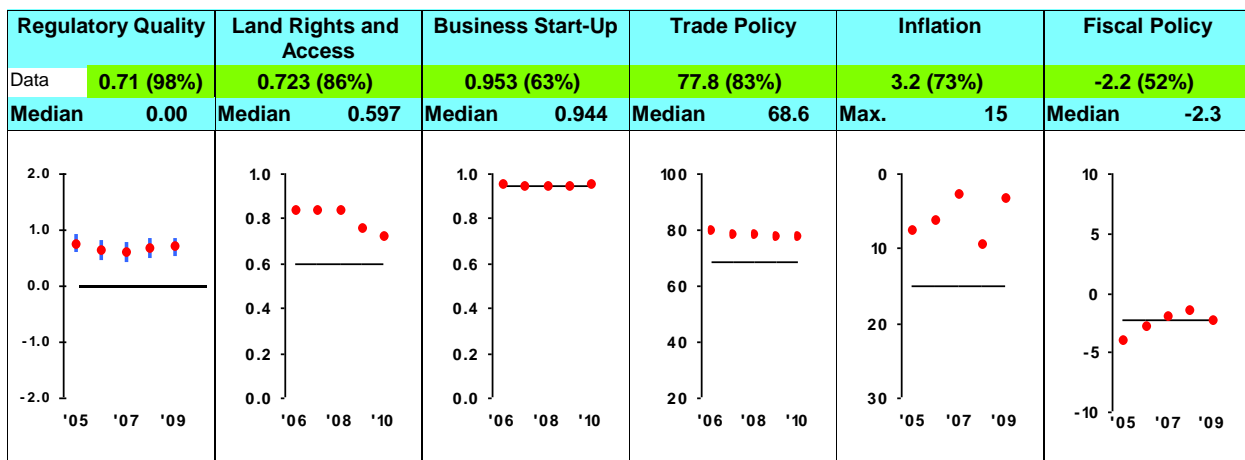 Regulatory Quality
Land Rights and
Access
Business Start-Up
Trade Policy
Inflation
Fiscal Policy
Data 0.71 (98%)
0.723 (86%)
0.953 (63%)
77.8 (83%)
3.2 (73%)
-2.2 (52%)
Median 0.00
Median 0.597
Median 0.944
Median 68.6
Max. 15
Median -2.3
2.0
1.0
0.0
-1.0
-2.0
'05 '07 '09
1.0
0.8
0.6
0.4
0.2
0.0
'06 '08 '10
1.0
0.8
0.6
0.4
0.2
0.0
'06 '08 '10
100
80
60
40
20
'06 '08 '10
0
10
20
30
'05 '07 '09
10
5
0
-5
-10
'05 '07 '09